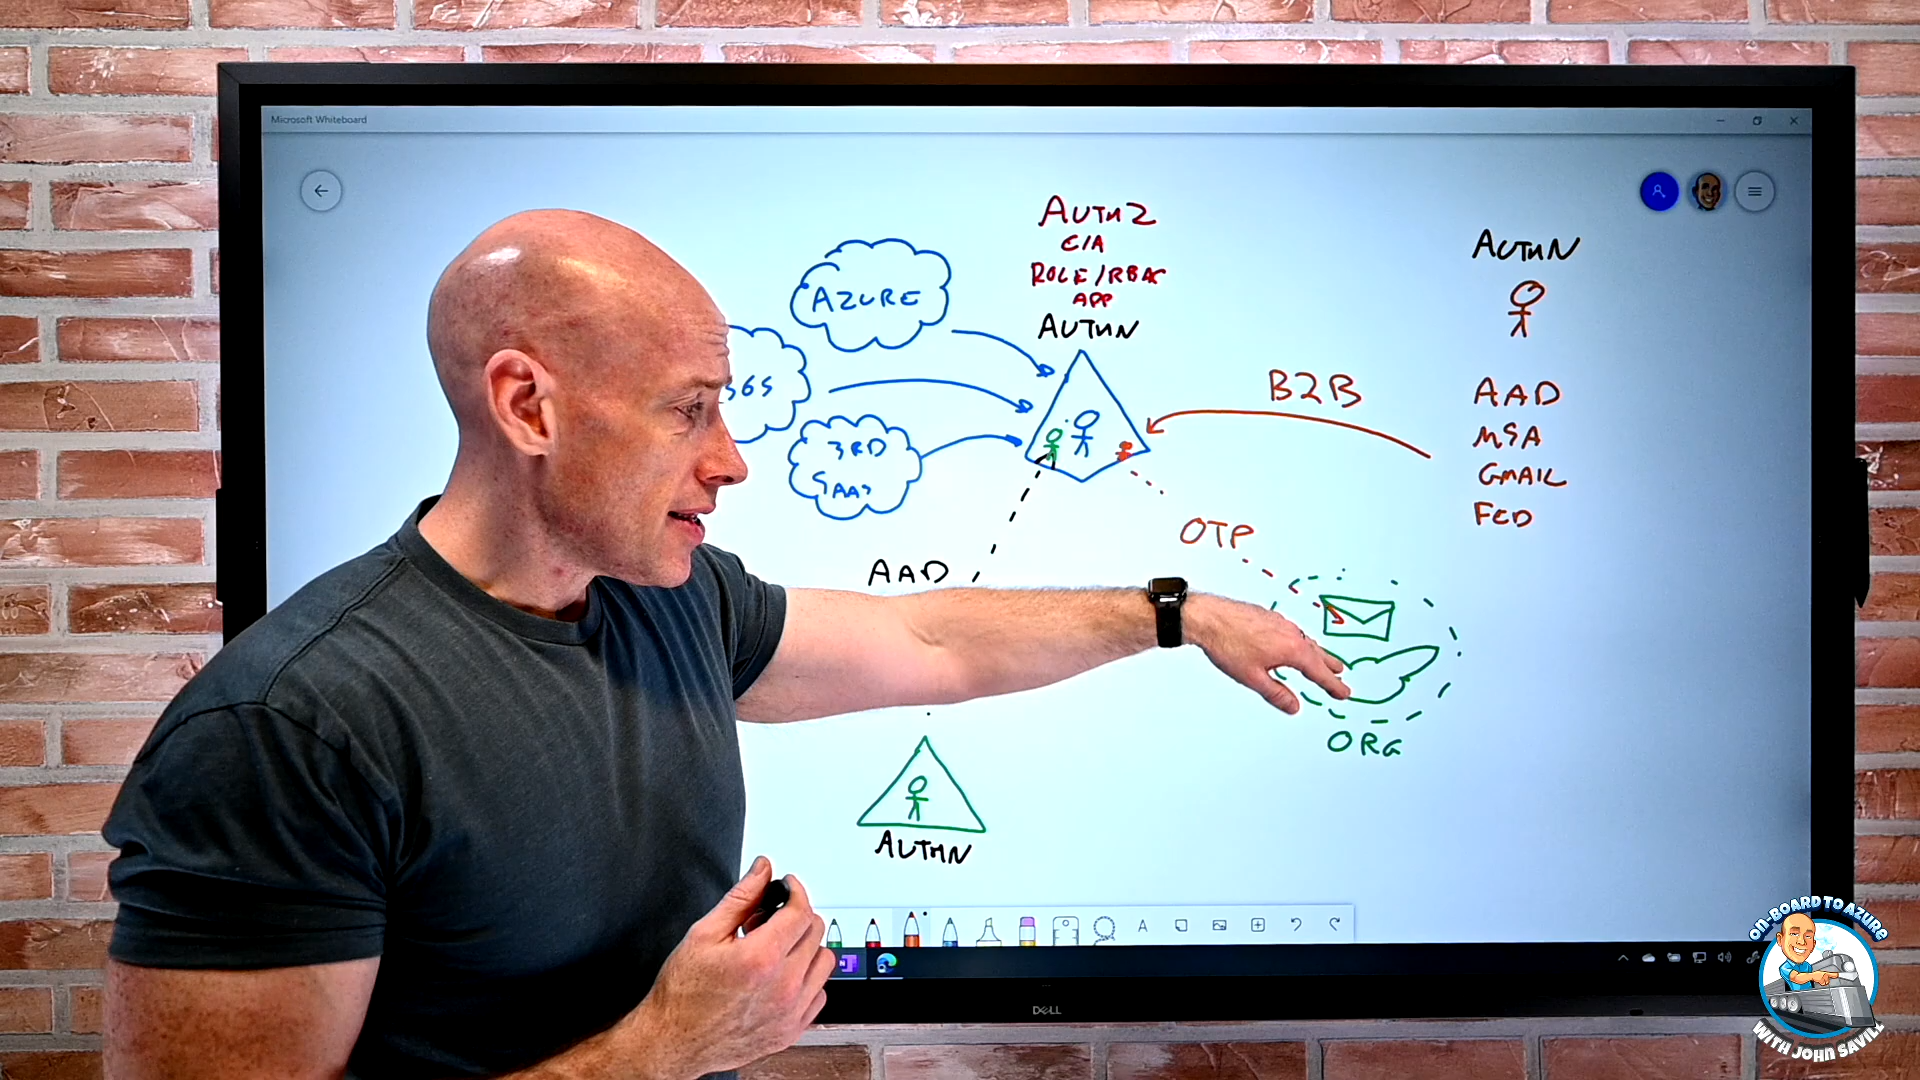 Microsoft Whiteboard
AUTHZ
C/A
ROLE/RBAC
APP
AUTHN
AUTHN
AZURE
365
3RD
SAAS
B2B
AAD
MSA
GMAIL
FED
OTP
AAD
ORG
AUTHN
DELL
ON-BOARD TO AZURE
WITH JOHN SAVILL